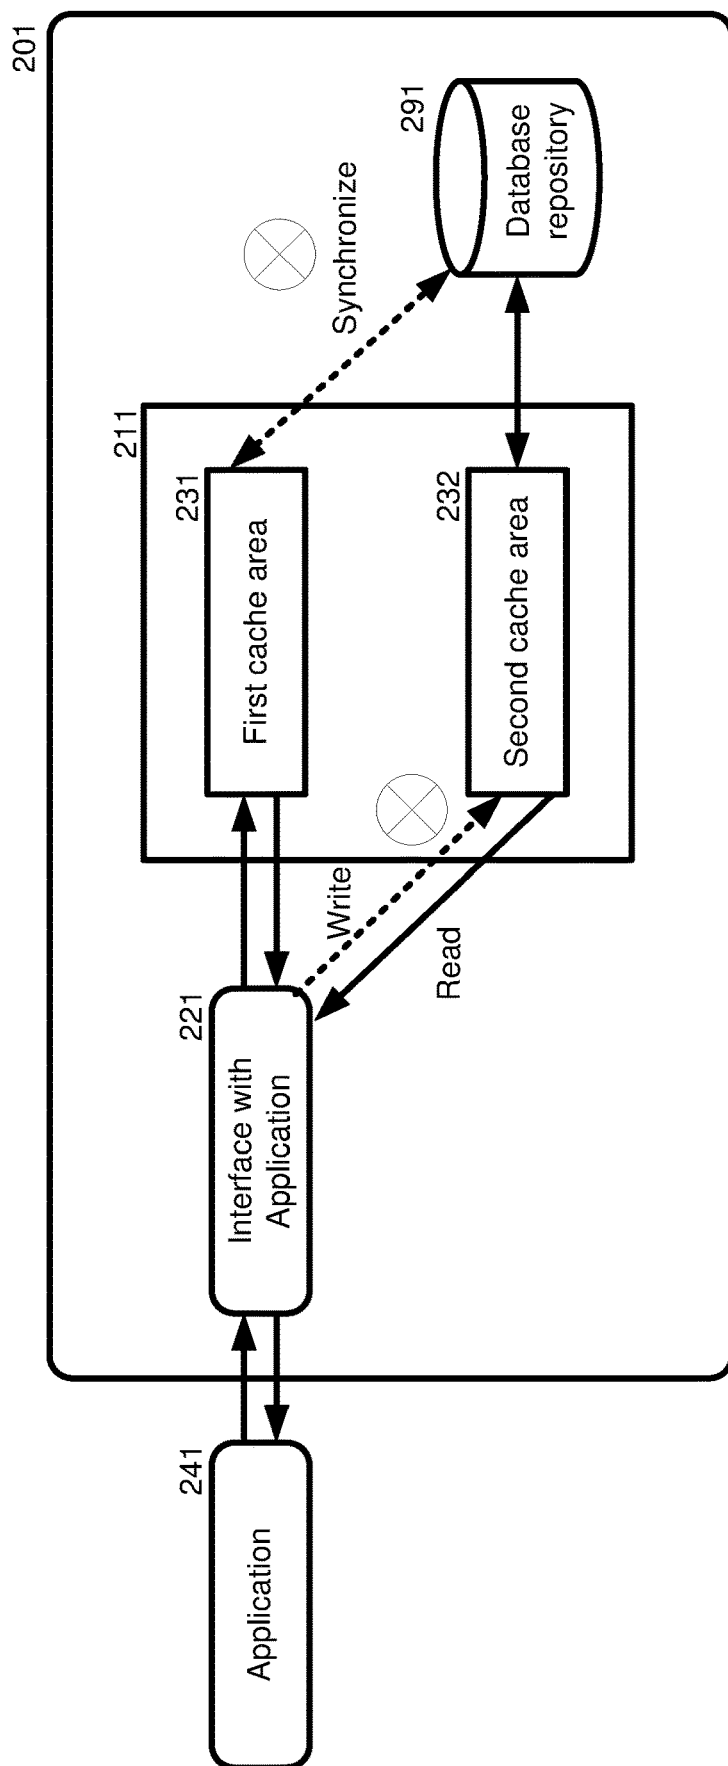 201
211
241
Application
221
Interface with
Application
231
First cache area
Synchronize
291
Database
repository
Write
Read
232
Second cache area